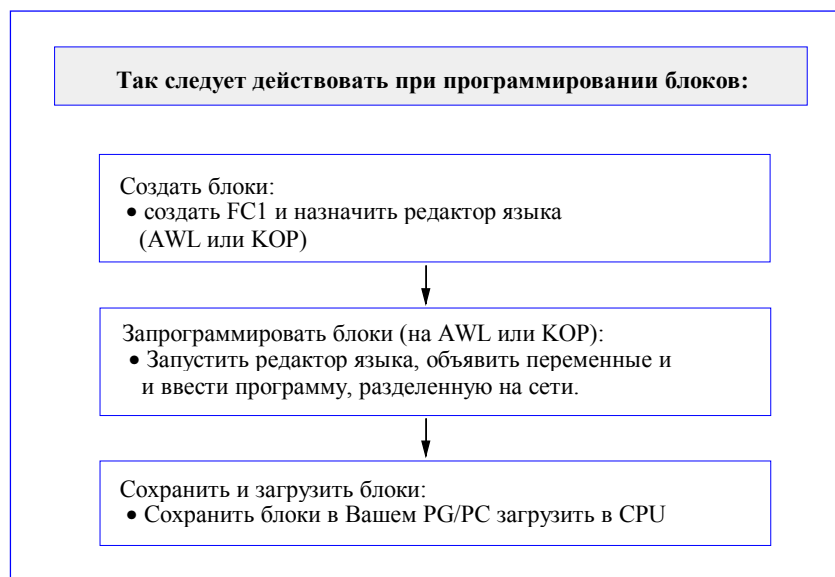 Так следует действовать при программировании блоков:
Создать блоки:
• создать FC1 и назначить редактор языка
(AWL или KOP)
Запрограммировать блоки (на AWL или KOP):
• Запустить редактор языка, объявить переменные и
и ввести программу, разделенную на сети.
Сохранить и загрузить блоки:
• Сохранить блоки в Вашем PG/PC загрузить в CPU